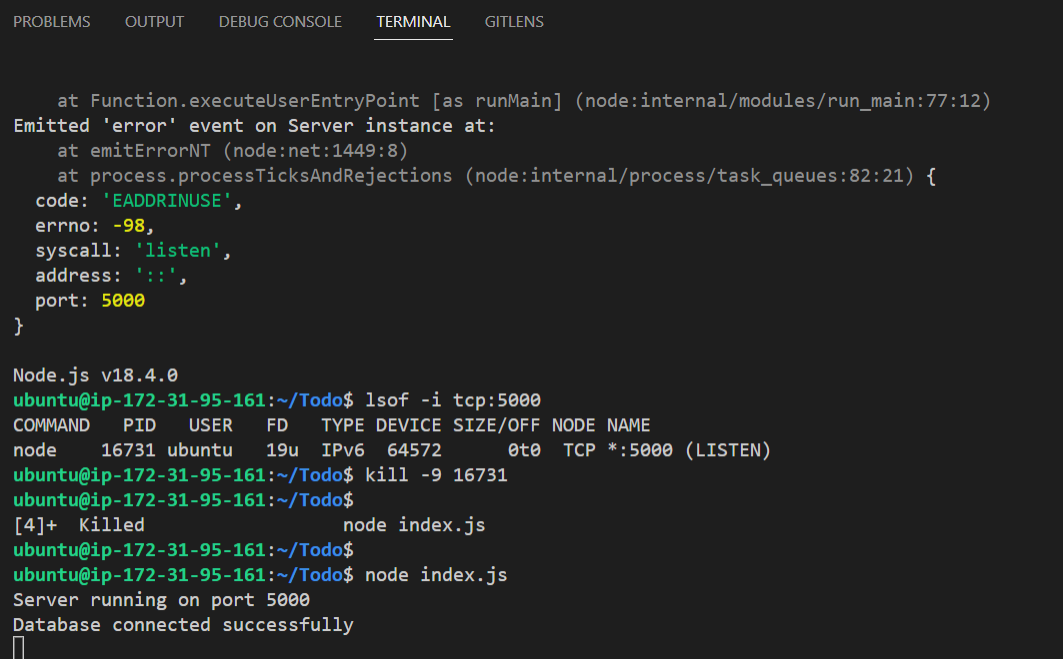 PROBLEMS OUTPUT DEBUG CONSOLE TERMINAL GITLENS
    at Function.executeUserEntryPoint [as runMain] (node:internal/modules/run_main:77:12)
Emitted 'error' event on Server instance at:
    at emitErrorNT (node:net:1449:8)
    at process.processTicksAndRejections (node:internal/process/task_queues:82:21) {
  code: 'EADDRINUSE',
  errno: -98,
  syscall: 'listen',
  address: '::',
  port: 5000
}
Node.js v18.4.0
ubuntu@ip-172-31-95-161:~/Todo$ lsof -i tcp:5000
COMMAND   PID   USER   FD   TYPE DEVICE SIZE/OFF NODE NAME
node    16731 ubuntu   19u  IPv6  64572      0t0  TCP *:5000 (LISTEN)
ubuntu@ip-172-31-95-161:~/Todo$ kill -9 16731
ubuntu@ip-172-31-95-161:~/Todo$
[4]+  Killed                  node index.js
ubuntu@ip-172-31-95-161:~/Todo$
ubuntu@ip-172-31-95-161:~/Todo$ node index.js
Server running on port 5000
Database connected successfully